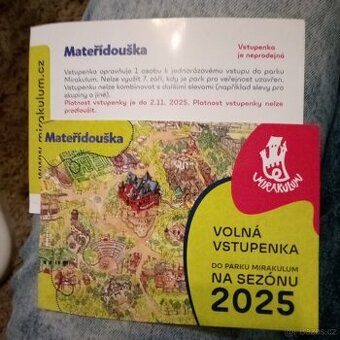 Mateřídouška
Vstupenka
je neprodejná
Vstupenka opravňuje 1 osobu k jednorázovému vstupu do parku
Mirakulum. Nelze využít 7. září, kdy je park pro veřejnost uzavřen.
Vstupenku nelze kombinovat s dalšími slevami (například slevy pro
skupiny a jiné).
Platnost vstupenky je do 2.11. 2025. Platnost vstupenky nelze
prodloužit.
www.mirakulum.cz
Mateřídouška
MIRAKULUM
VOLNÁ
VSTUPENKA
DO PARKU MIRAKULUM
NA SEZÓNU
2025
bazos.cz